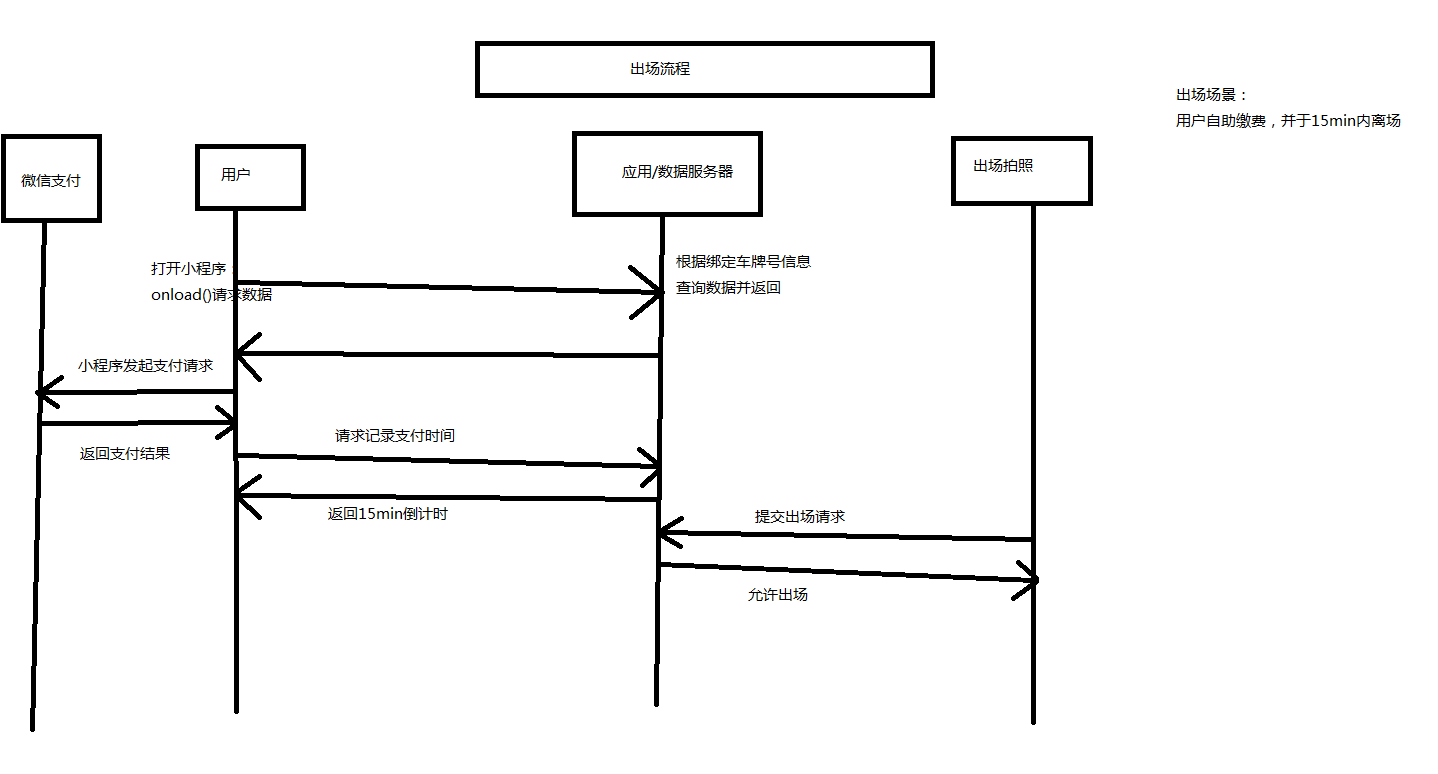 出场流程
出场场景：
用户自助缴费，并于15min内离场
微信支付
用户
应用/数据服务器
出场拍照
打开小程序：
onload()请求数据
根据绑定车牌号信息
查询数据并返回
小程序发起支付请求
返回支付结果
请求记录支付时间
返回15min倒计时
提交出场请求
允许出场